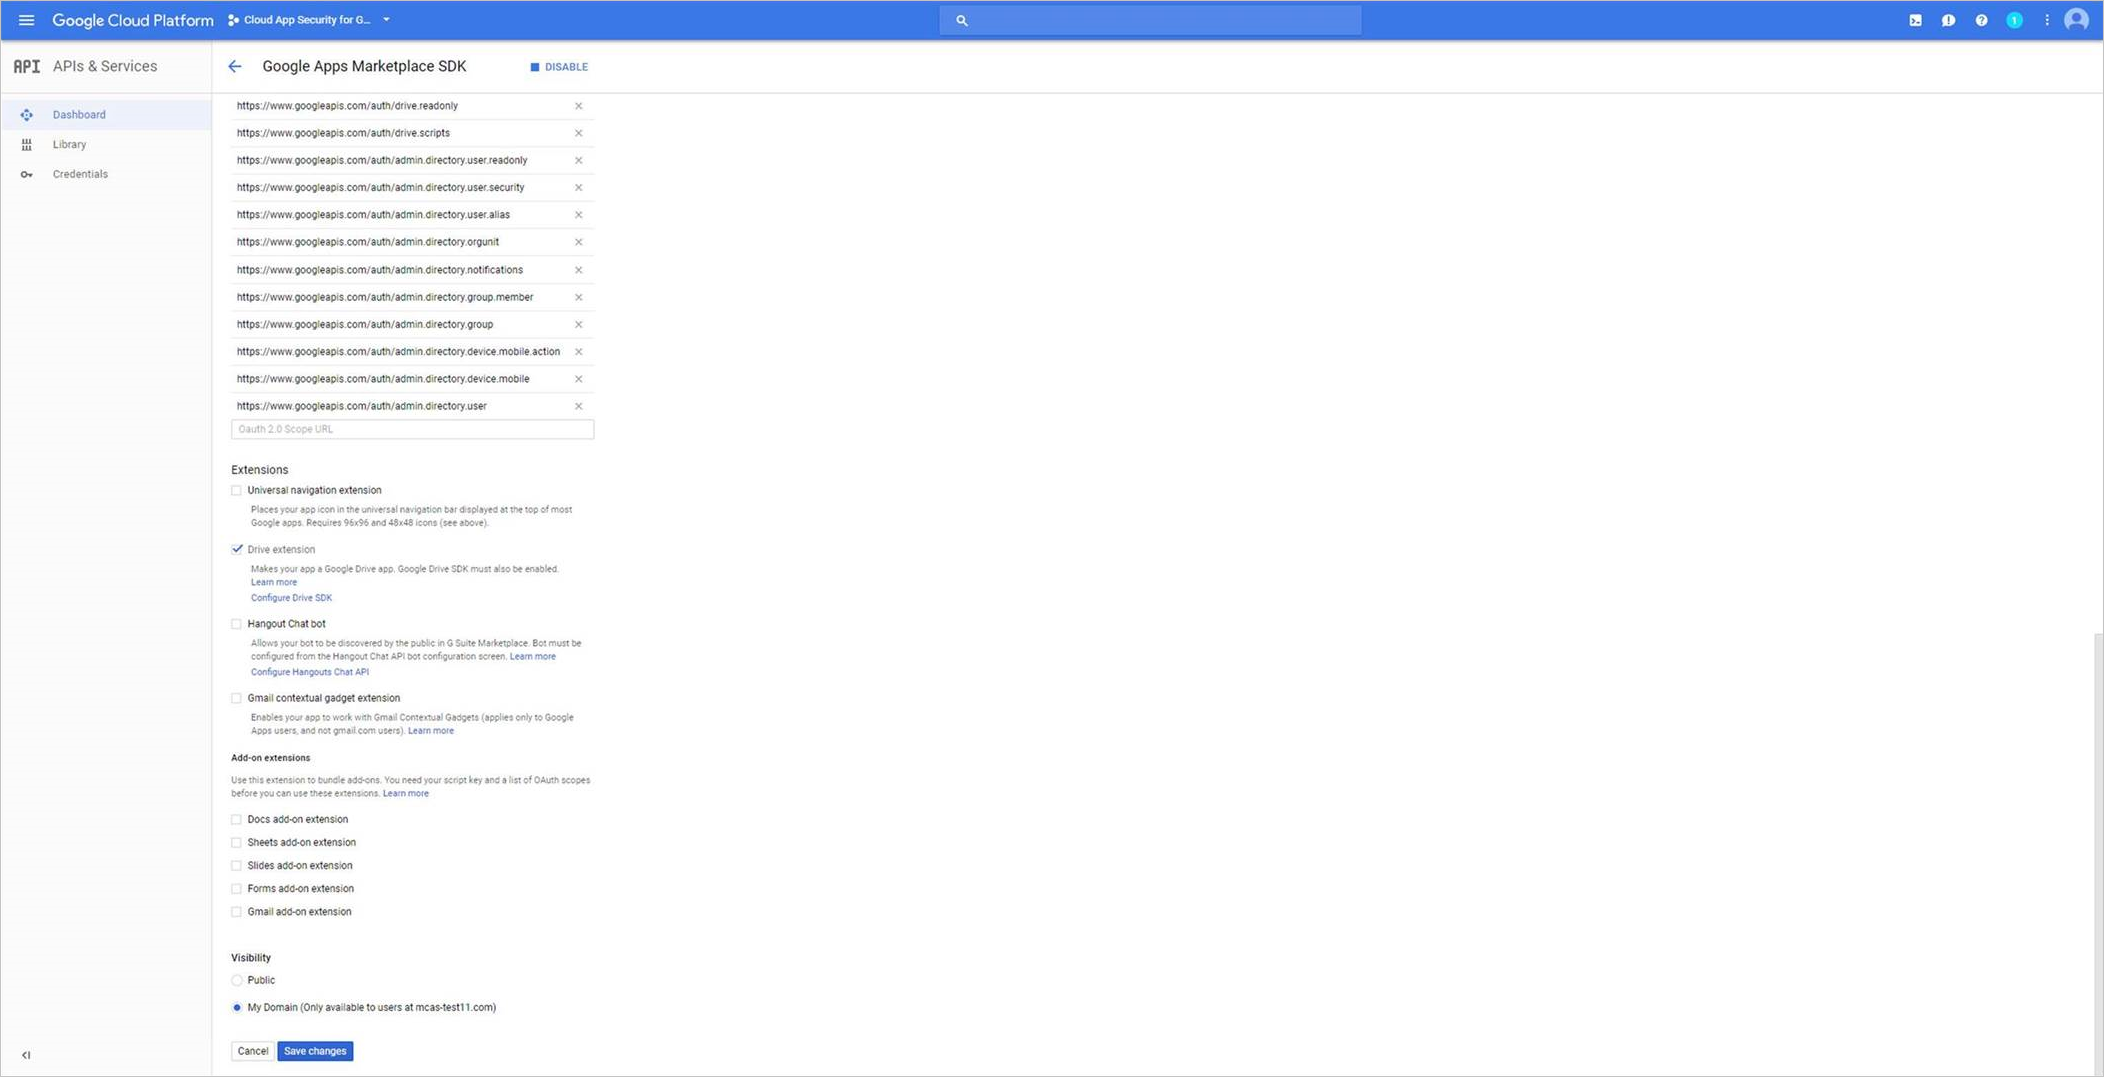 Google Cloud Platform
Cloud App Security for G...
1
API APIs & Services
Google Apps Marketplace SDK
DISABLE
Dashboard
Library
Credentials
https://www.googleapis.com/auth/drive.readonly
https://www.googleapis.com/auth/drive.scripts
https://www.googleapis.com/auth/admin.directory.user.readonly
https://www.googleapis.com/auth/admin.directory.user.security
https://www.googleapis.com/auth/admin.directory.user.alias
https://www.googleapis.com/auth/admin.directory.orgunit
https://www.googleapis.com/auth/admin.directory.notifications
https://www.googleapis.com/auth/admin.directory.group.member
https://www.googleapis.com/auth/admin.directory.group
https://www.googleapis.com/auth/admin.directory.device.mobile.action
https://www.googleapis.com/auth/admin.directory.device.mobile
https://www.googleapis.com/auth/admin.directory.user
Oauth 2.0 Scope URL
Extensions
Universal navigation extension
Places your app icon in the universal navigation bar displayed at the top of most
Google apps. Requires 96x96 and 48x48 icons (see above).
Drive extension
Makes your app a Google Drive app. Google Drive SDK must also be enabled.
Learn more
Configure Drive SDK
Hangout Chat bot
Allows your bot to be discovered by the public in G Suite Marketplace. Bot must be
configured from the Hangout Chat API bot configuration screen. Learn more
Configure Hangouts Chat API
Gmail contextual gadget extension
Enables your app to work with Gmail Contextual Gadgets (applies only to Google
Apps users, and not gmail.com users). Learn more
Add-on extensions
Use this extension to bundle add-ons. You need your script key and a list of OAuth scopes
before you can use these extensions. Learn more
Docs add-on extension
Sheets add-on extension
Slides add-on extension
Forms add-on extension
Gmail add-on extension
Visibility
Public
My Domain (Only available to users at mcas-test11.com)
Cancel
Save changes